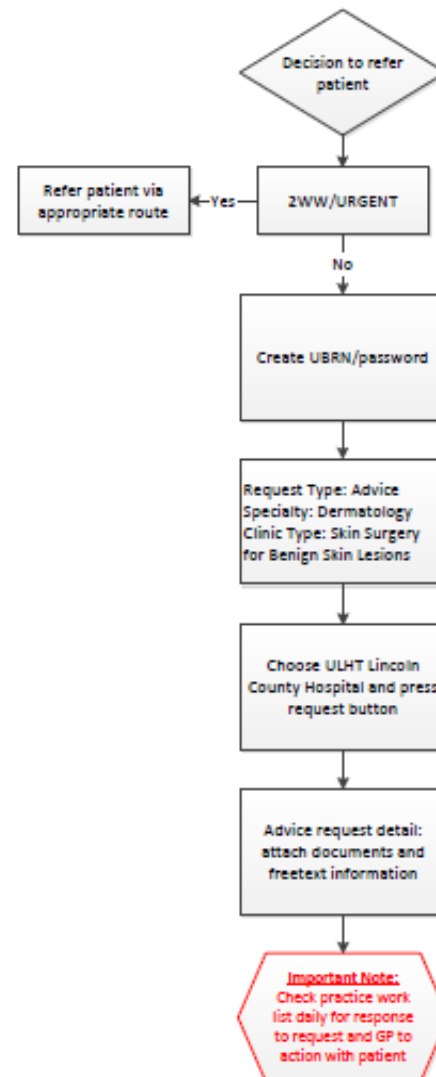 Decision to refer
patient
Refer patient via
appropriate route
Yes
2WW/URGENT
No
Create UBRN/password
Request Type: Advice
Specialty: Dermatology
Clinic Type: Skin Surgery
for Benign Skin Lesions
Choose ULHT Lincoln
County Hospital and press
request button
Advice request detail:
attach documents and
freetext information
Important Note:
Check practice work
list daily for response
to request and GP to
action with patient